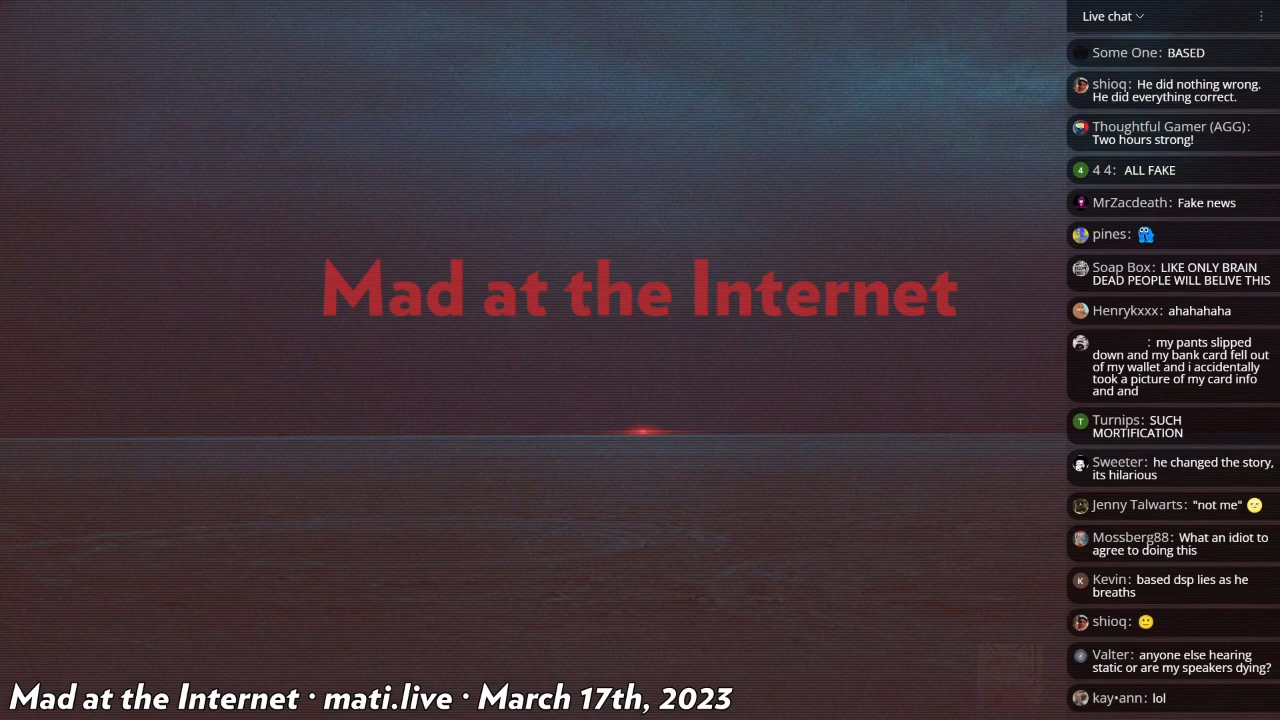 Live chat
Some One: BASED
shioq: He did nothing wrong.
He did everything correct.
Thoughtful Gamer (AGG):
Two hours strong!
4
4 4: ALL FAKE
MrZacdeath: Fake news
pines:
Soap Box: LIKE ONLY BRAIN
DEAD PEOPLE WILL BELIVE THIS
Henrykxxx: ahahahaha
: my pants slipped
down and my bank card fell out
of my wallet and i accidentally
took a picture of my card info
and and
T
Turnips: SUCH
MORTIFICATION
Sweeter: he changed the story,
its hilarious
Jenny Talwarts: "not me"
Mossberg88: What an idiot to
agree to doing this
K
Kevin: based dsp lies as he
breaths
shioq:
Valter: anyone else hearing
static or are my speakers dying?
kay•ann: lol
Mad at the Internet
Mad at the Internet · mati.live · March 17th, 2023